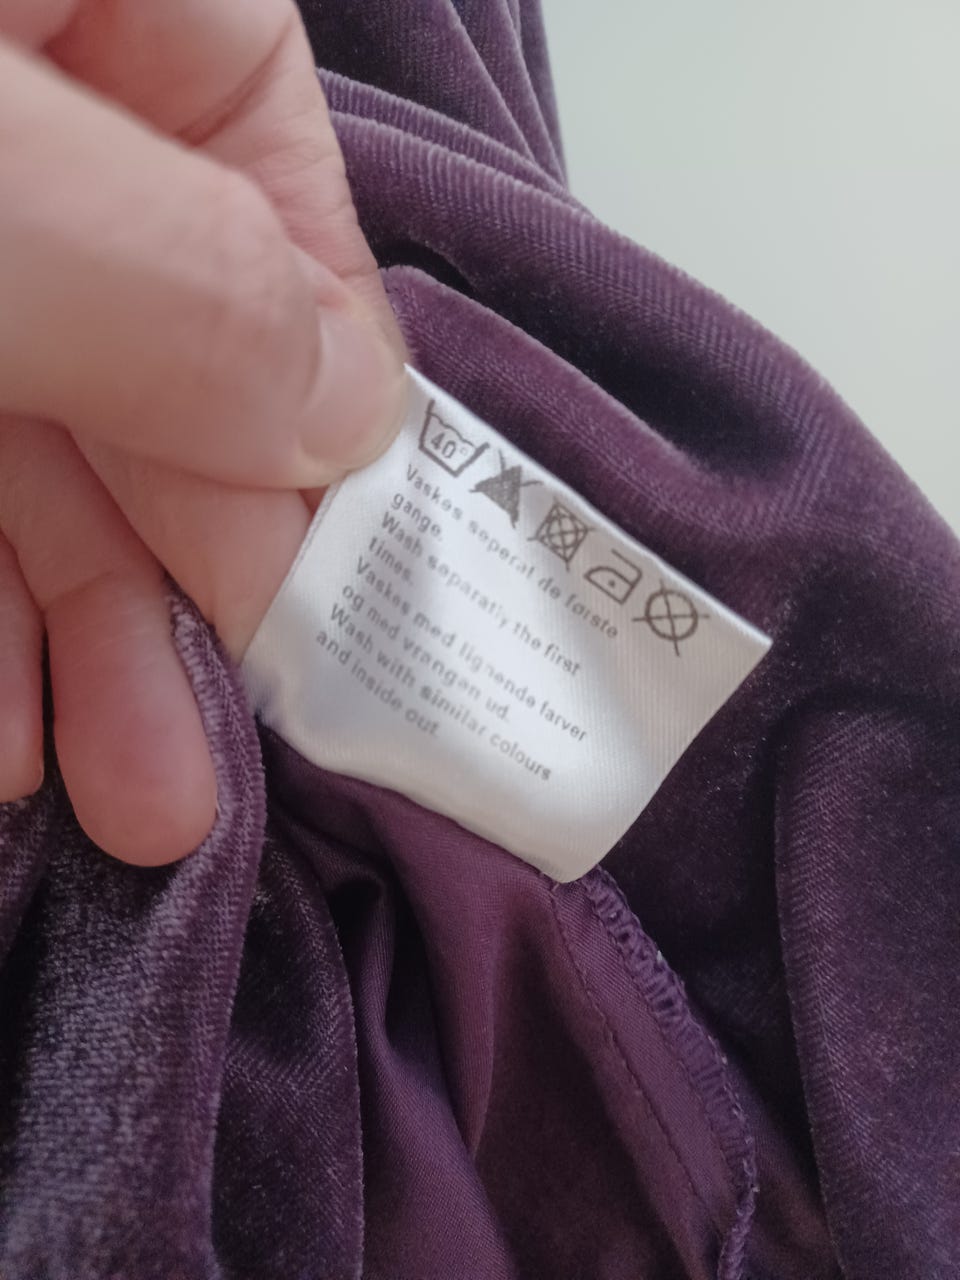 40°
Vaskes seperat de første
gange.
Wash separatly the first
times.
Vaskes med lignende farver
og med vrangen ud.
Wash with similar colours
and inside out.